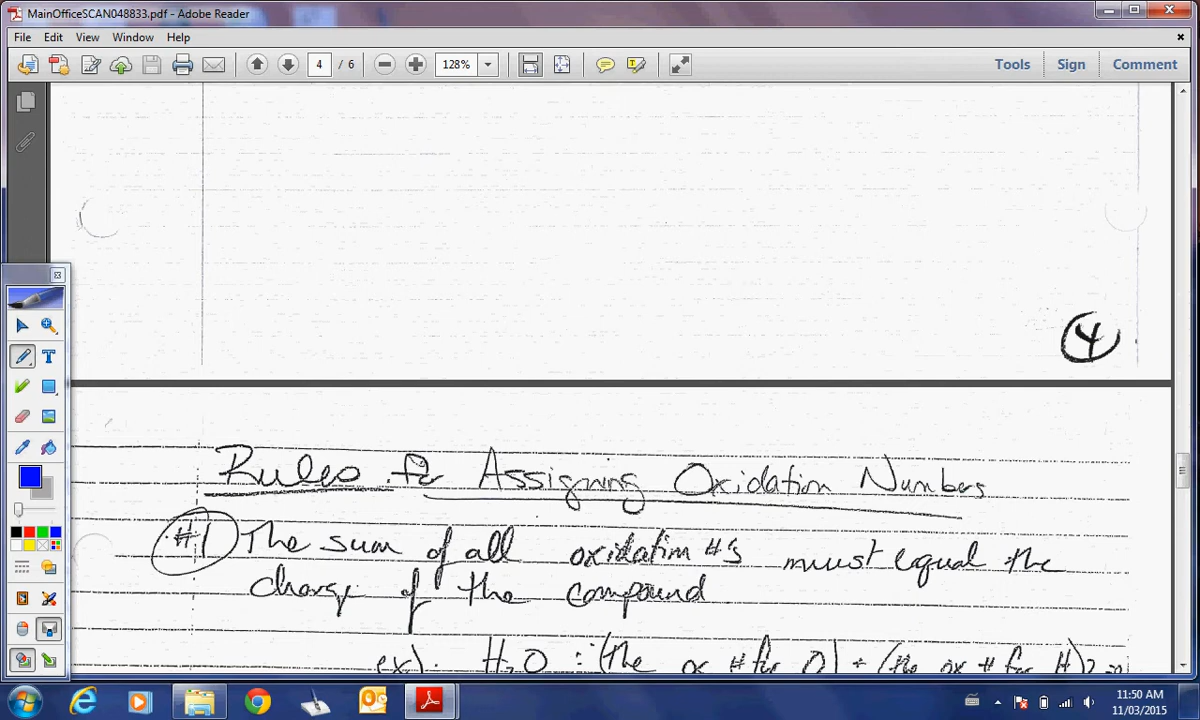 MainOfficeSCAN048833.pdf - Adobe Reader
File Edit View Window Help
4 / 6 128% Tools Sign Comment
4
Rules for Assigning Oxidation Numbers
#1 The sum of all oxidation #'s must equal the
charge of the compound
ex). H2O : (the ox # for O) + (the ox # for H)2 =
T
11:50 AM
11/03/2015